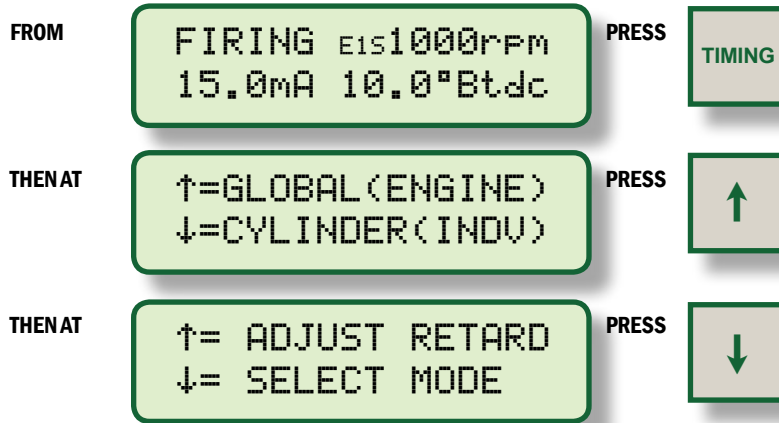 FROM
FIRING E1S1000rpm
15.0mA 10.0°Btdc
PRESS
TIMING
THEN AT
↑=GLOBAL(ENGINE)
↓=CYLINDER(INDV)
PRESS
↑
THEN AT
↑= ADJUST RETARD
↓= SELECT MODE
PRESS
↓